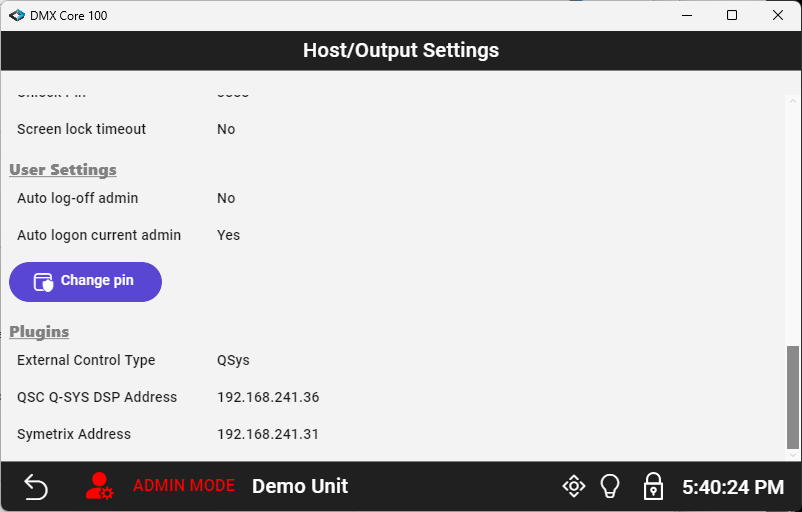 DMX Core 100
Host/Output Settings
Screen lock timeout No
User Settings
Auto log-off admin No
Auto logon current admin Yes
Change pin
Plugins
External Control Type QSys
QSC Q-SYS DSP Address 192.168.241.36
Symetrix Address 192.168.241.31
ADMIN MODE Demo Unit 5:40:24 PM